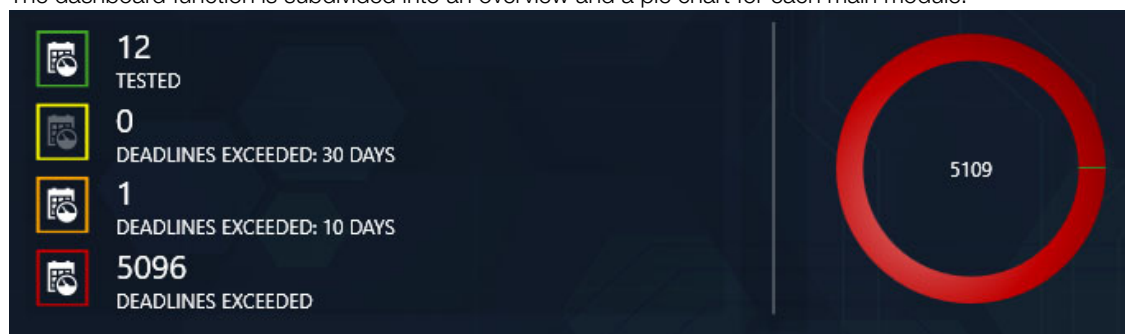 The dashboard function is subdivided into an overview and a pie chart for each main module.
12
TESTED
0
DEADLINES EXCEEDED: 30 DAYS
1
DEADLINES EXCEEDED: 10 DAYS
5096
DEADLINES EXCEEDED
5109